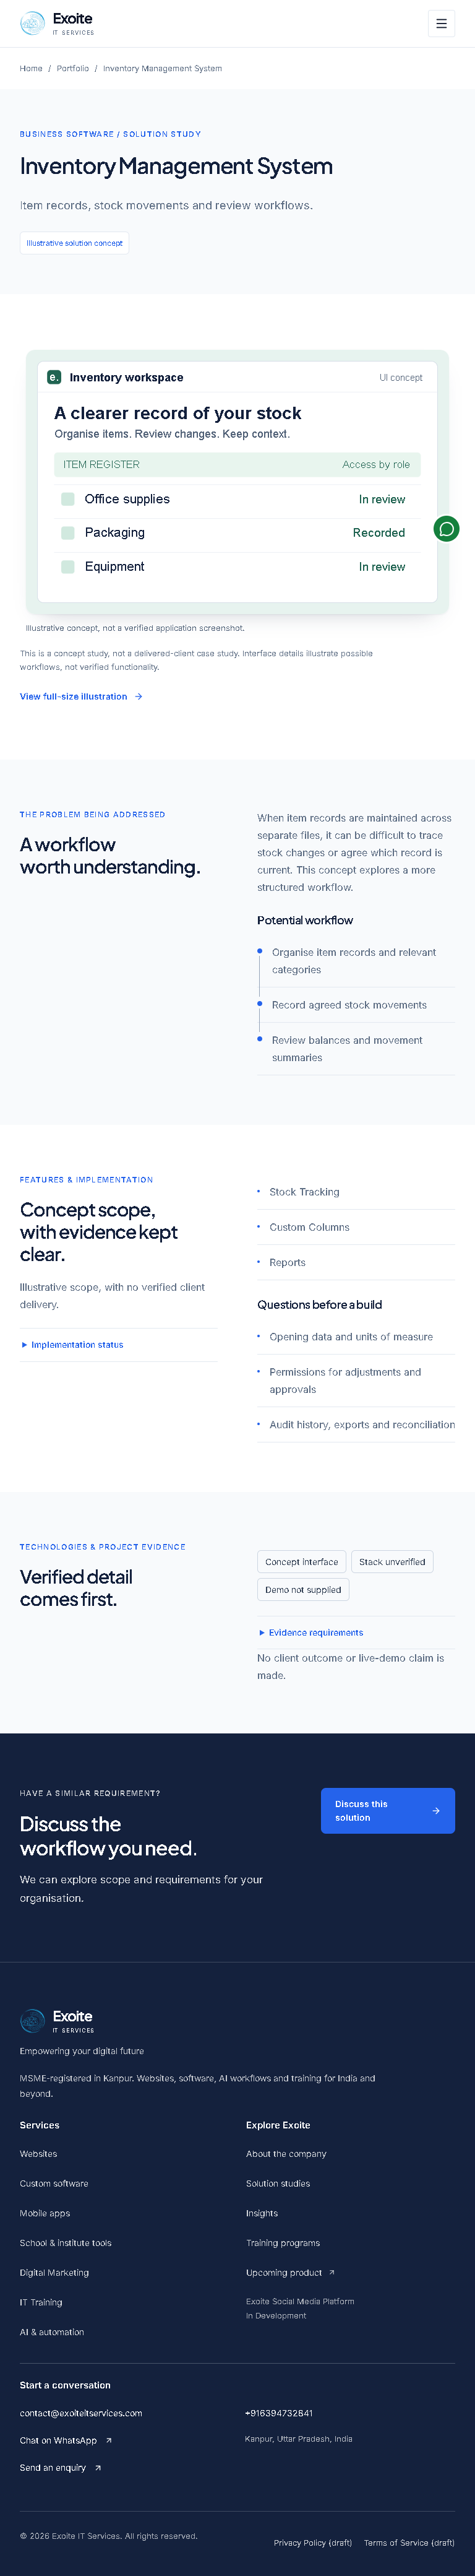 Exoite
IT SERVICES
Home / Portfolio / Inventory Management System
BUSINESS SOFTWARE / SOLUTION STUDY
Inventory Management System
Item records, stock movements and review workflows.
Illustrative solution concept
e. Inventory workspace UI concept
A clearer record of your stock
Organise items. Review changes. Keep context.
ITEM REGISTER Access by role
Office supplies In review
Packaging Recorded
Equipment In review
Illustrative concept, not a verified application screenshot.
This is a concept study, not a delivered-client case study. Interface details illustrate possible
workflows, not verified functionality.
View full-size illustration →
THE PROBLEM BEING ADDRESSED
A workflow
worth understanding.
When item records are maintained across
separate files, it can be difficult to trace
stock changes or agree which record is
current. This concept explores a more
structured workflow.
Potential workflow
Organise item records and relevant
categories
Record agreed stock movements
Review balances and movement
summaries
FEATURES & IMPLEMENTATION
Concept scope,
with evidence kept
clear.
Illustrative scope, with no verified client
delivery.
▶ Implementation status
• Stock Tracking
• Custom Columns
• Reports
Questions before a build
• Opening data and units of measure
• Permissions for adjustments and
approvals
• Audit history, exports and reconciliation
TECHNOLOGIES & PROJECT EVIDENCE
Verified detail
comes first.
Concept interface Stack unverified
Demo not supplied
▶ Evidence requirements
No client outcome or live-demo claim is
made.
HAVE A SIMILAR REQUIREMENT?
Discuss the
workflow you need.
We can explore scope and requirements for your
organisation.
Discuss this
solution →
Exoite
IT SERVICES
Empowering your digital future
MSME-registered in Kanpur. Websites, software, AI workflows and training for India and
beyond.
Services
Websites
Custom software
Mobile apps
School & institute tools
Digital Marketing
IT Training
AI & automation
Explore Exoite
About the company
Solution studies
Insights
Training programs
Upcoming product ↗
Exoite Social Media Platform
In Development
Start a conversation
contact@exoiteitservices.com
+916394732841
Chat on WhatsApp ↗
Kanpur, Uttar Pradesh, India
Send an enquiry ↗
© 2026 Exoite IT Services. All rights reserved.
Privacy Policy (draft) Terms of Service (draft)